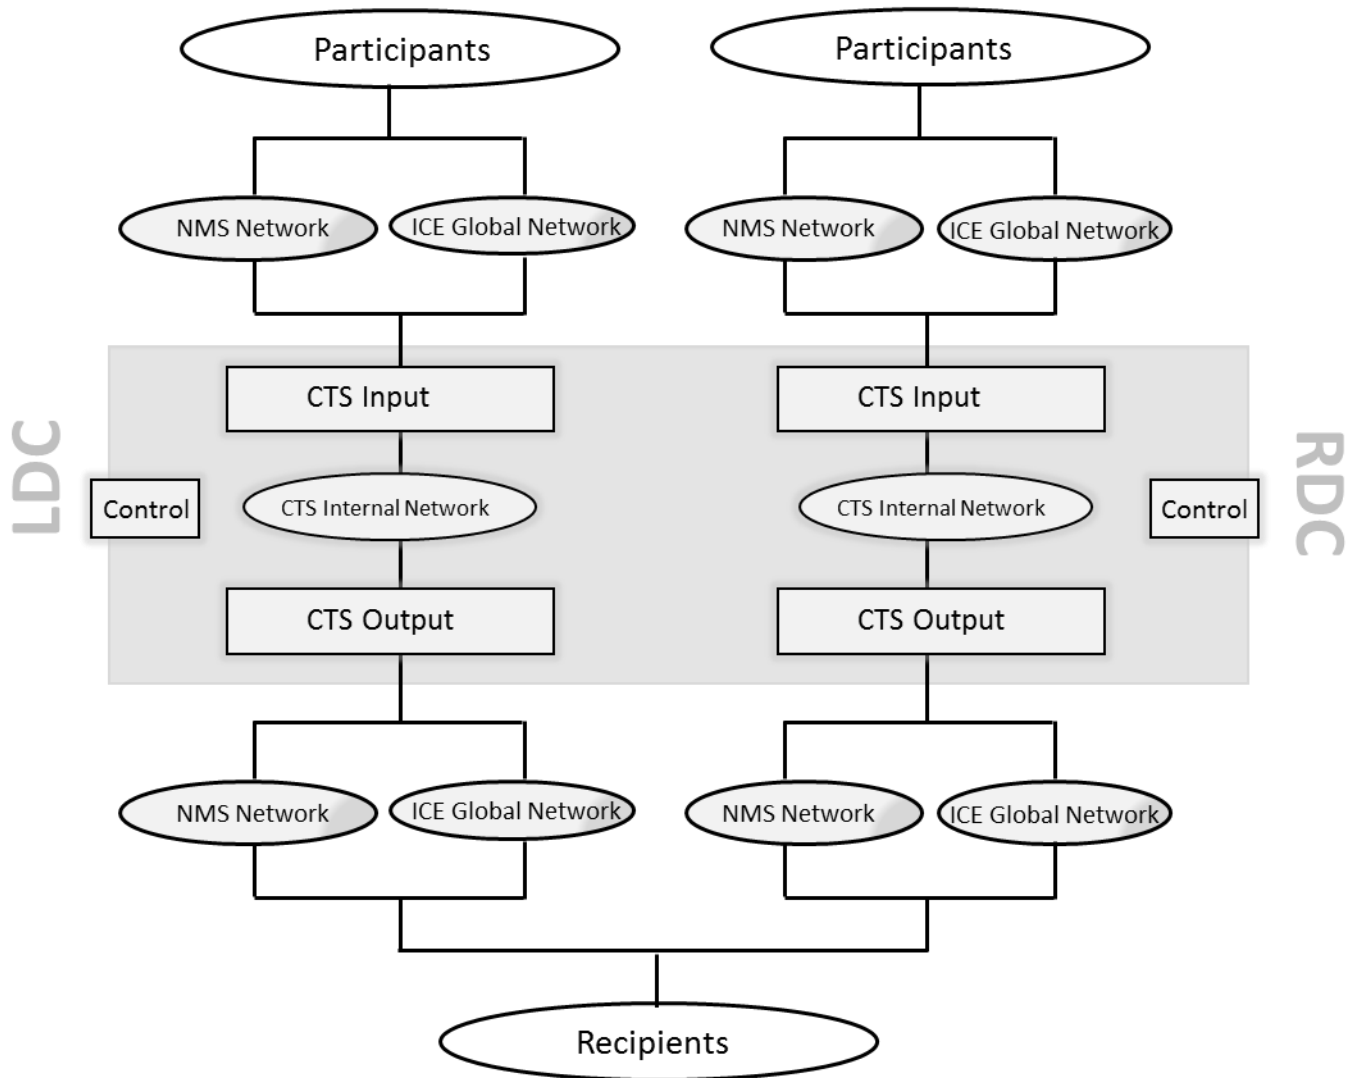 Participants
Participants
NMS Network
ICE Global Network
NMS Network
ICE Global Network
LDC
CTS Input
CTS Input
RDC
Control
CTS Internal Network
CTS Internal Network
Control
CTS Output
CTS Output
NMS Network
ICE Global Network
NMS Network
ICE Global Network
Recipients